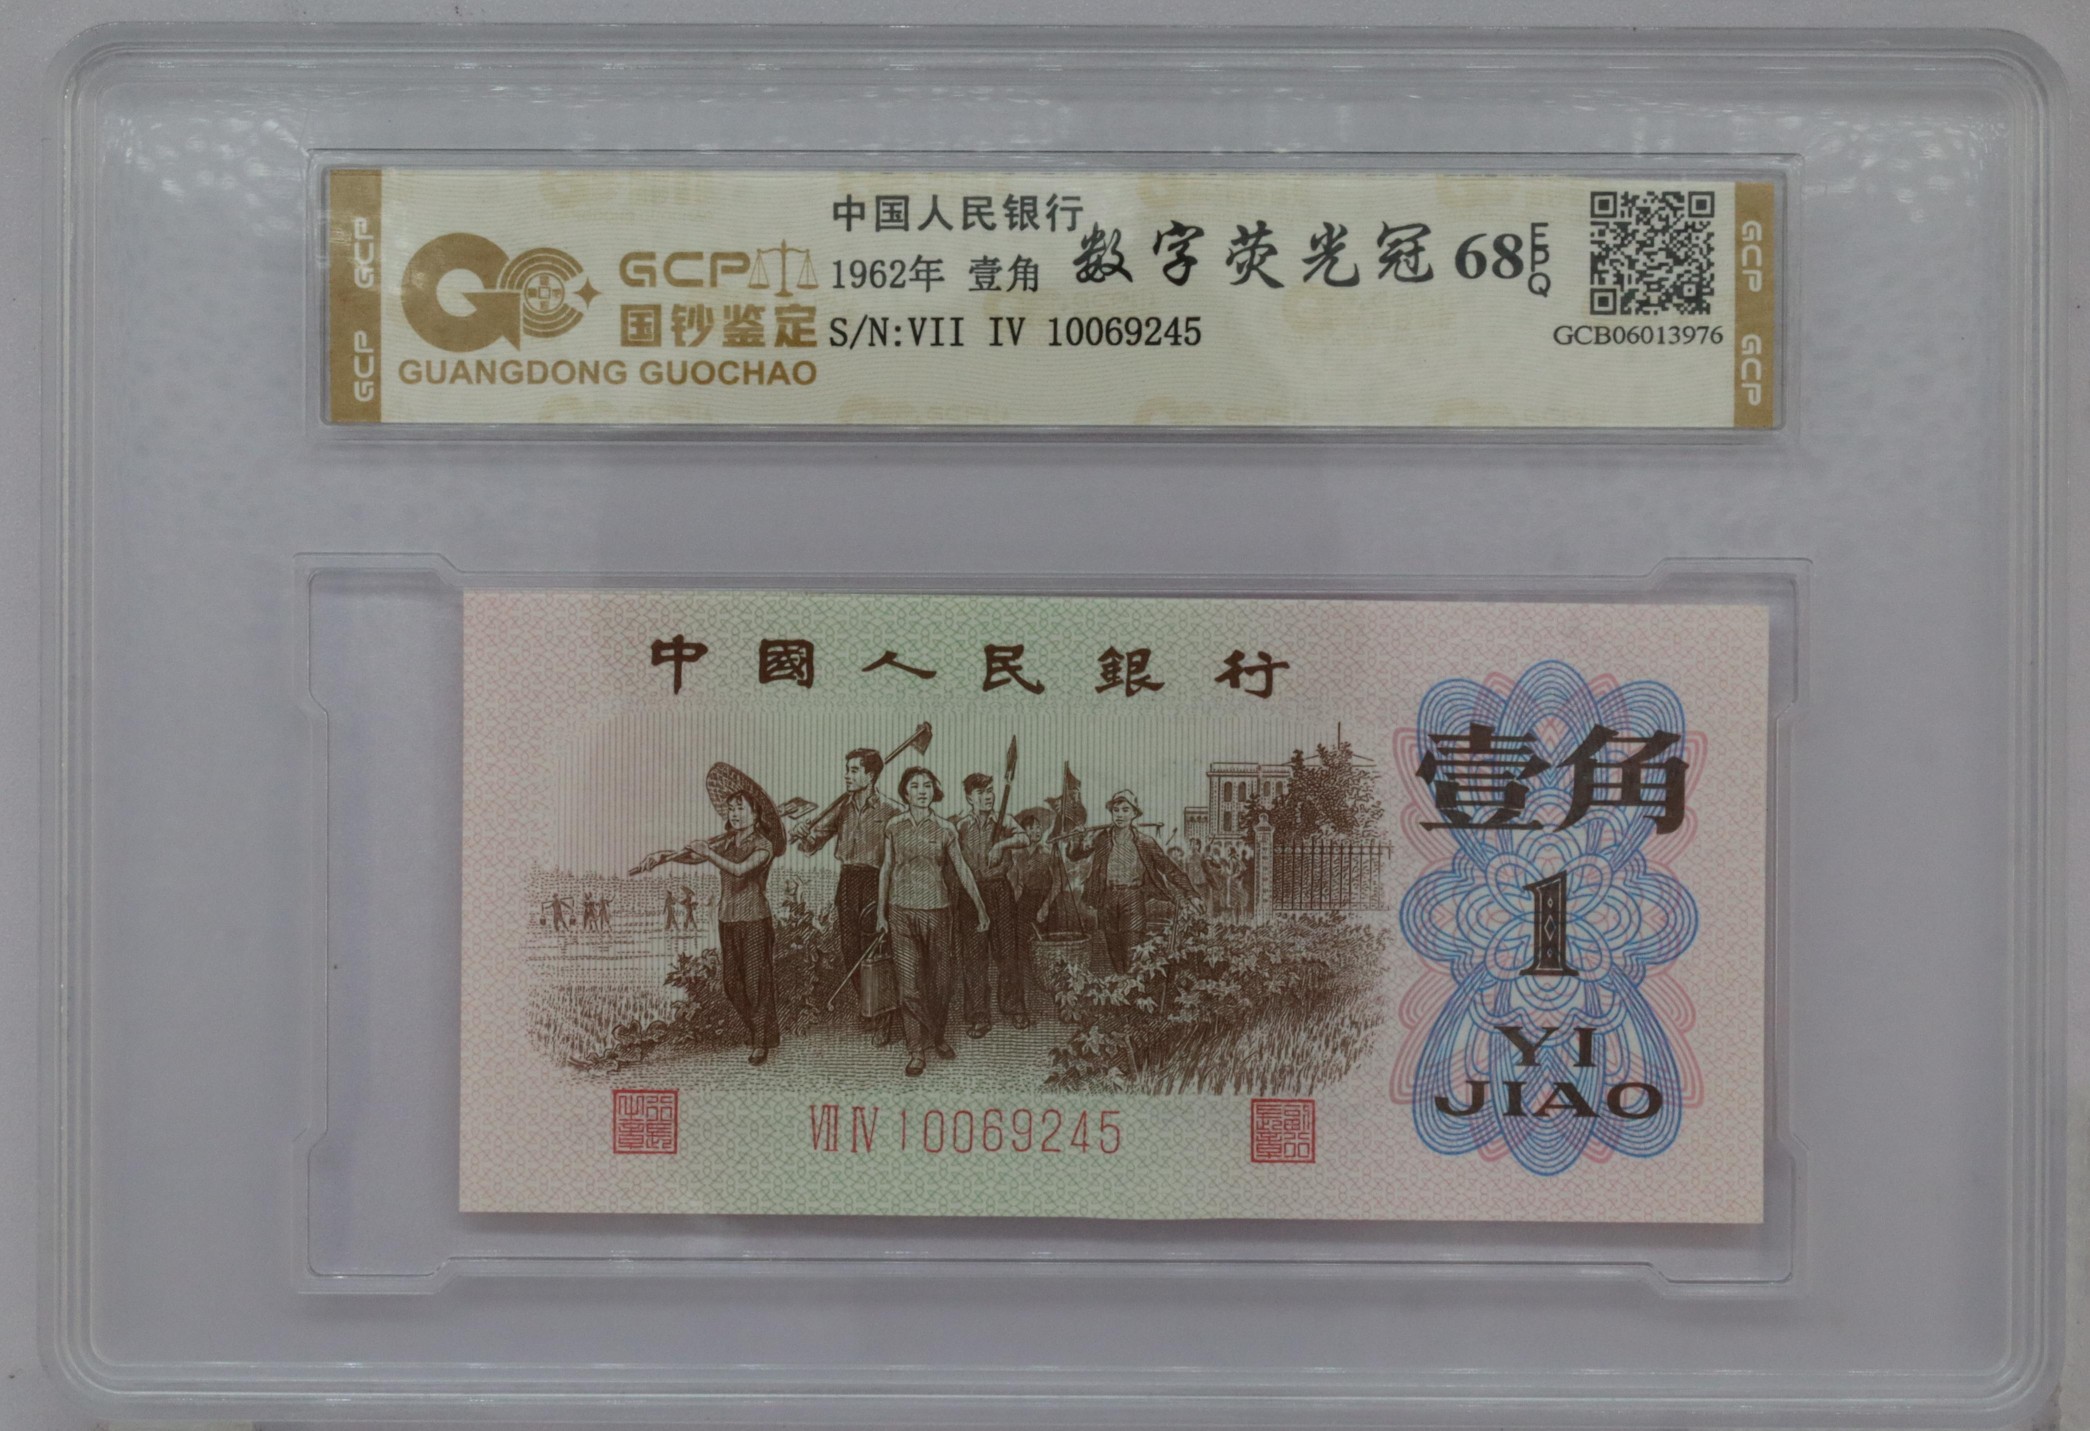 GCP
GCP
GCP
国钞鉴定
GUANGDONG GUOCHAO
中国人民银行
1962年 壹角
数字荧光冠 68 EPQ
S/N:VII IV 10069245
GCB06013976
GCP
GCP
中國人民銀行
壹角
1
YI
JIAO
VII IV 10069245